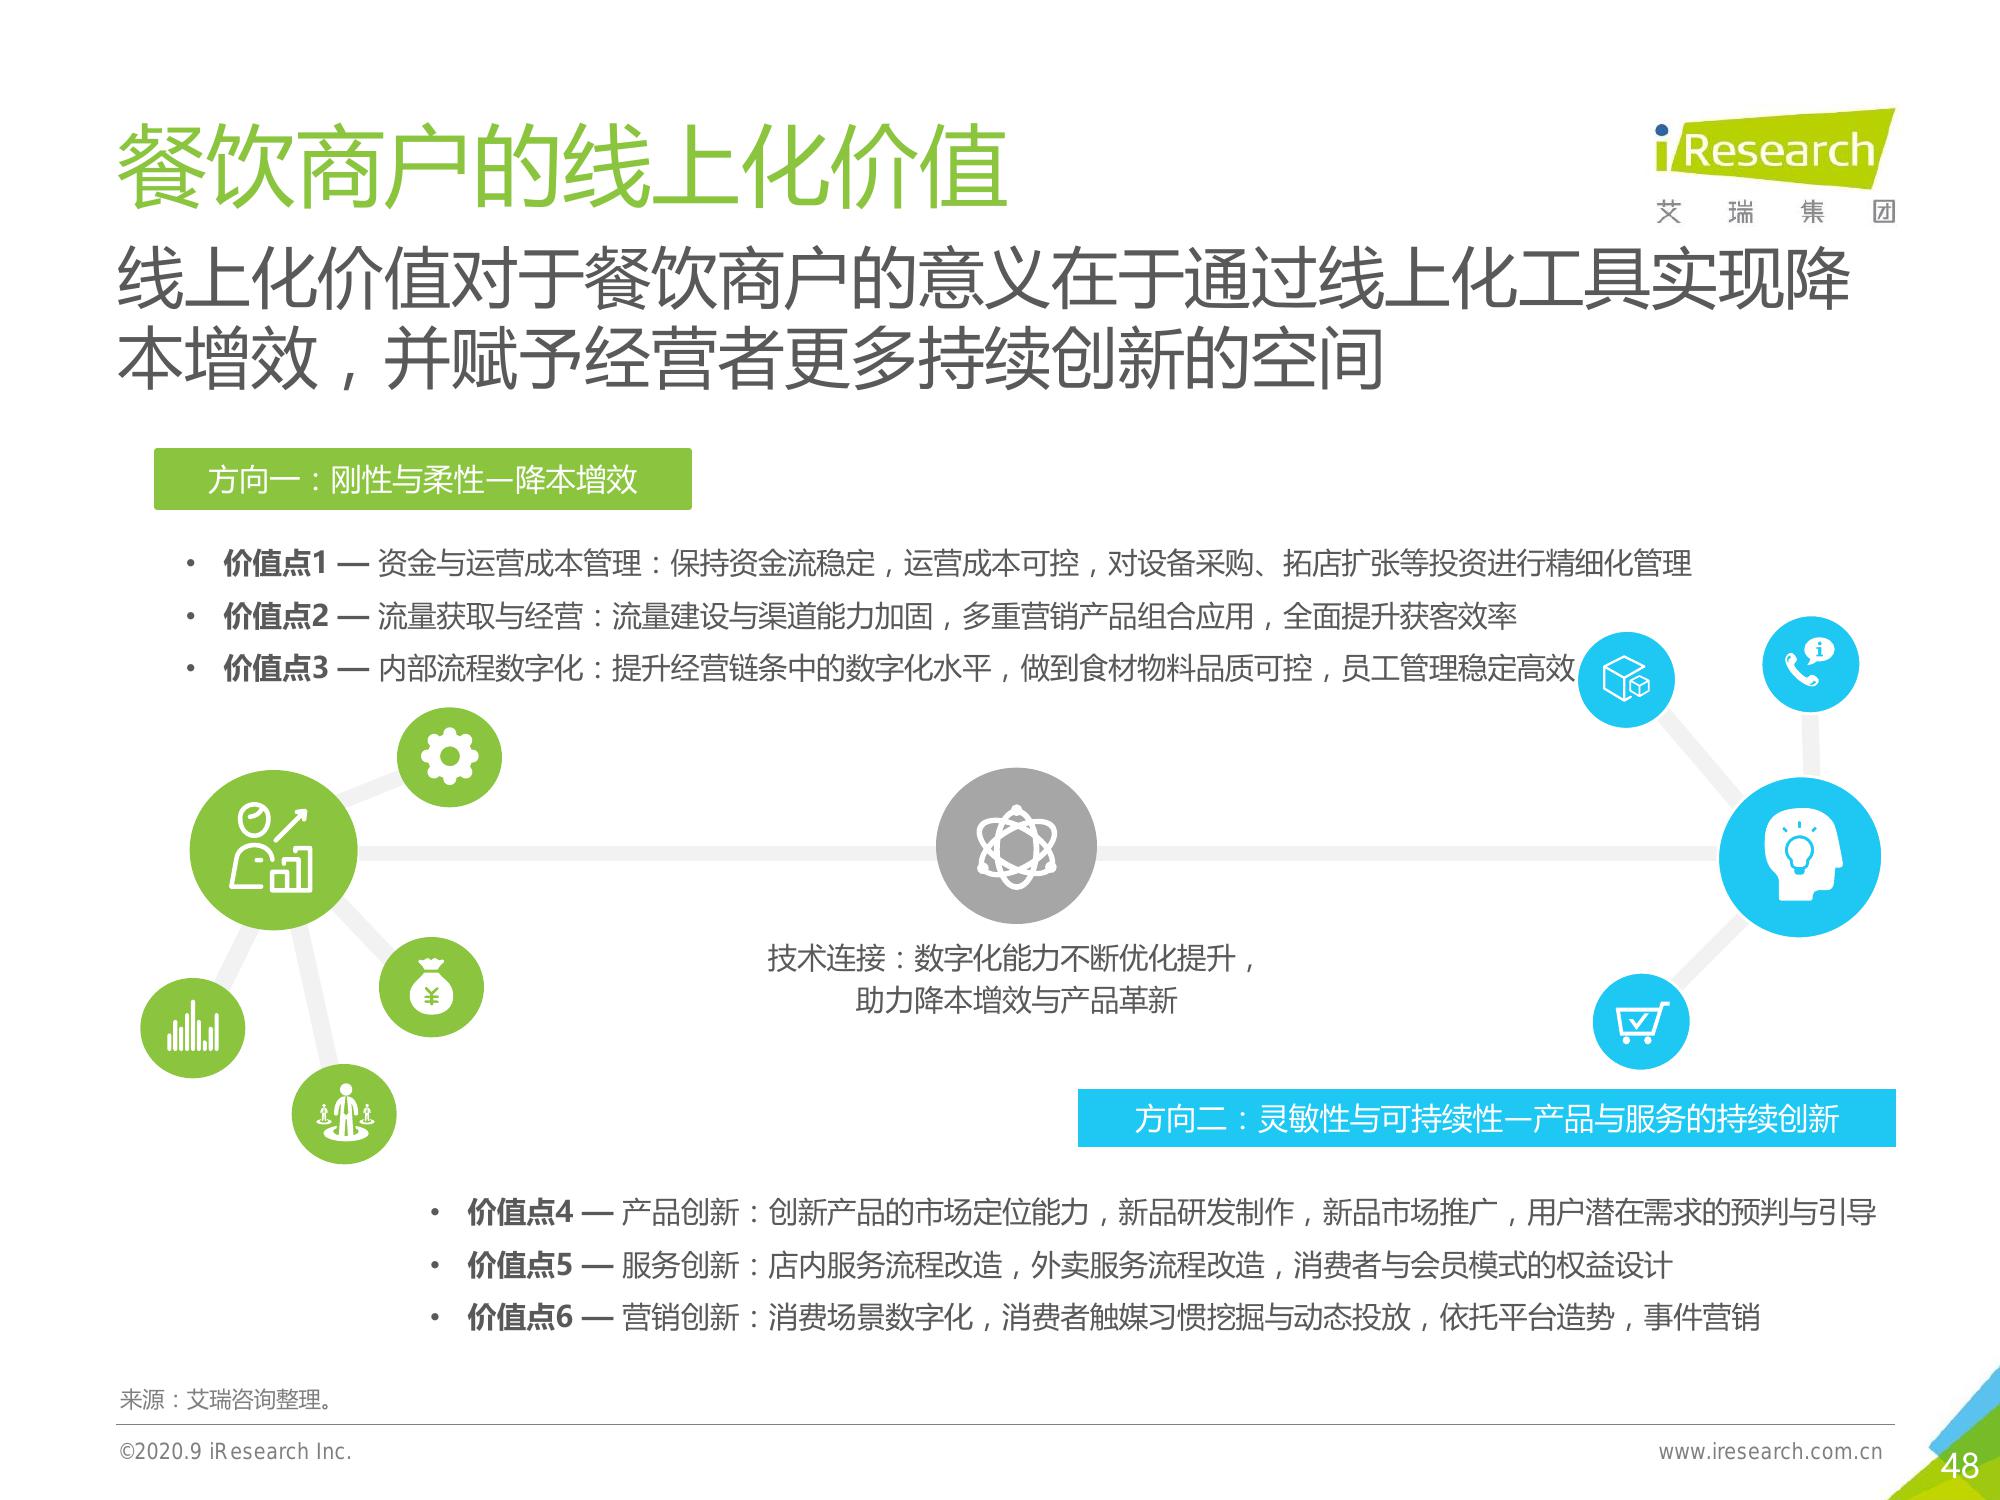 餐饮商户的线上化价值
iResearch
艾瑞集团
线上化价值对于餐饮商户的意义在于通过线上化工具实现降
本增效，并赋予经营者更多持续创新的空间
方向一：刚性与柔性—降本增效
• 价值点1 — 资金与运营成本管理：保持资金流稳定，运营成本可控，对设备采购、拓店扩张等投资进行精细化管理
• 价值点2 — 流量获取与经营：流量建设与渠道能力加固，多重营销产品组合应用，全面提升获客效率
• 价值点3 — 内部流程数字化：提升经营链条中的数字化水平，做到食材物料品质可控，员工管理稳定高效
技术连接：数字化能力不断优化提升，
助力降本增效与产品革新
方向二：灵敏性与可持续性—产品与服务的持续创新
• 价值点4 — 产品创新：创新产品的市场定位能力，新品研发制作，新品市场推广，用户潜在需求的预判与引导
• 价值点5 — 服务创新：店内服务流程改造，外卖服务流程改造，消费者与会员模式的权益设计
• 价值点6 — 营销创新：消费场景数字化，消费者触媒习惯挖掘与动态投放，依托平台造势，事件营销
来源：艾瑞咨询整理。
©2020.9 iResearch Inc.
www.iresearch.com.cn
48